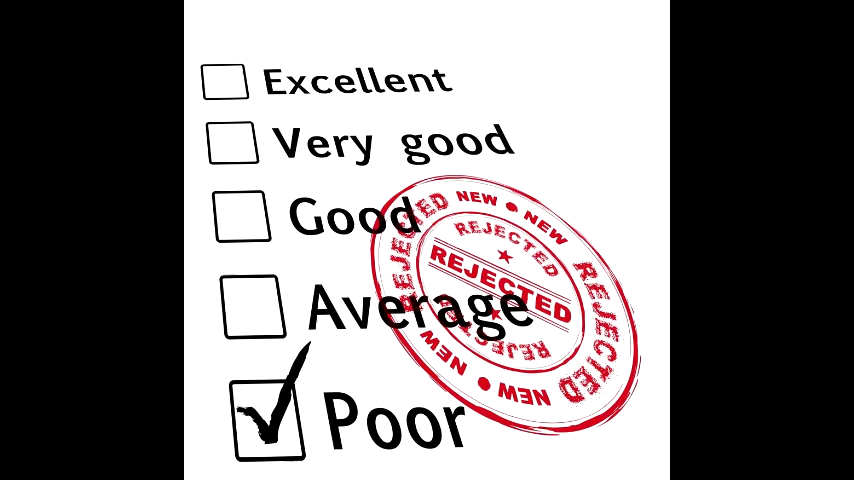 Excellent
Very good
Good
Average
Poor
REJECTED NEW NEW REJECTED NEW NEW
REJECTED
REJECTED
REJECTED